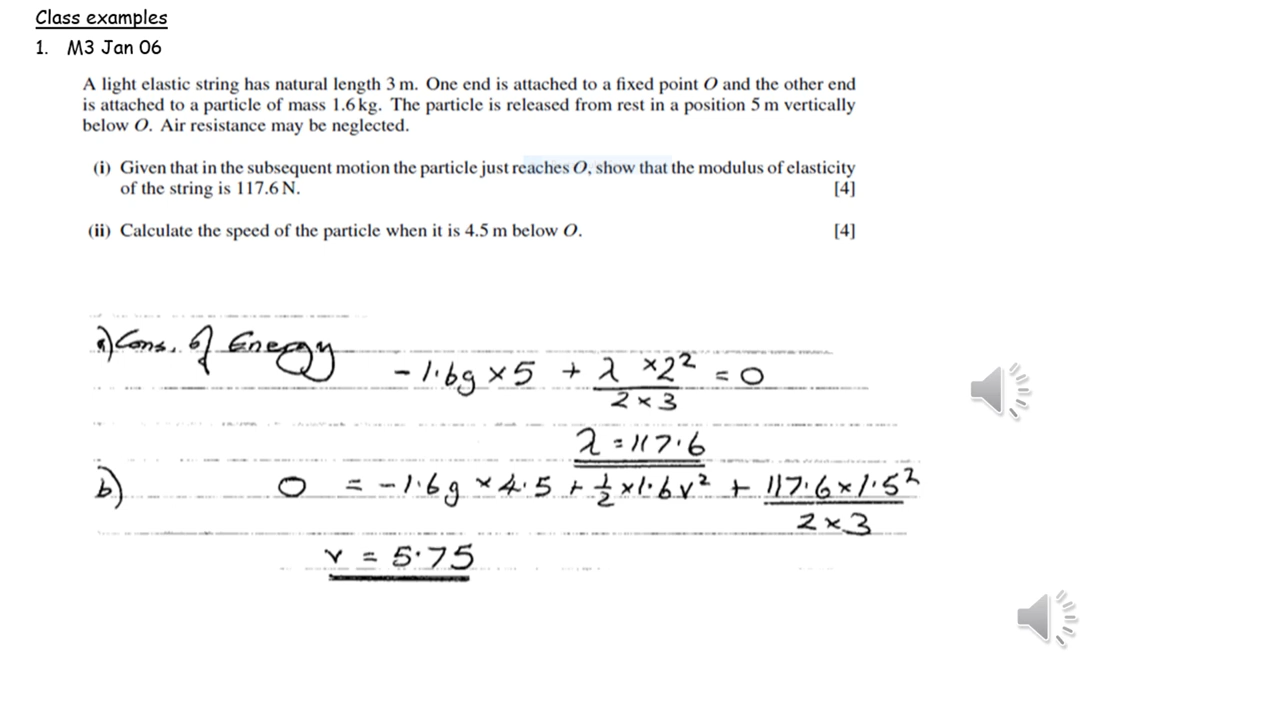 Class examples
1. M3 Jan 06
A light elastic string has natural length 3 m. One end is attached to a fixed point O and the other end
is attached to a particle of mass 1.6 kg. The particle is released from rest in a position 5 m vertically
below O. Air resistance may be neglected.
(i) Given that in the subsequent motion the particle just reaches O, show that the modulus of elasticity
of the string is 117.6 N. [4]
(ii) Calculate the speed of the particle when it is 4.5 m below O. [4]
a) Cons. of Energy
- 1.6g × 5 + λ × 2² / 2 × 3 = 0
λ = 117.6
b) 0 = -1.6g × 4.5 + ½ × 1.6 v² + 117.6 × 1.5² / 2 × 3
v = 5.75